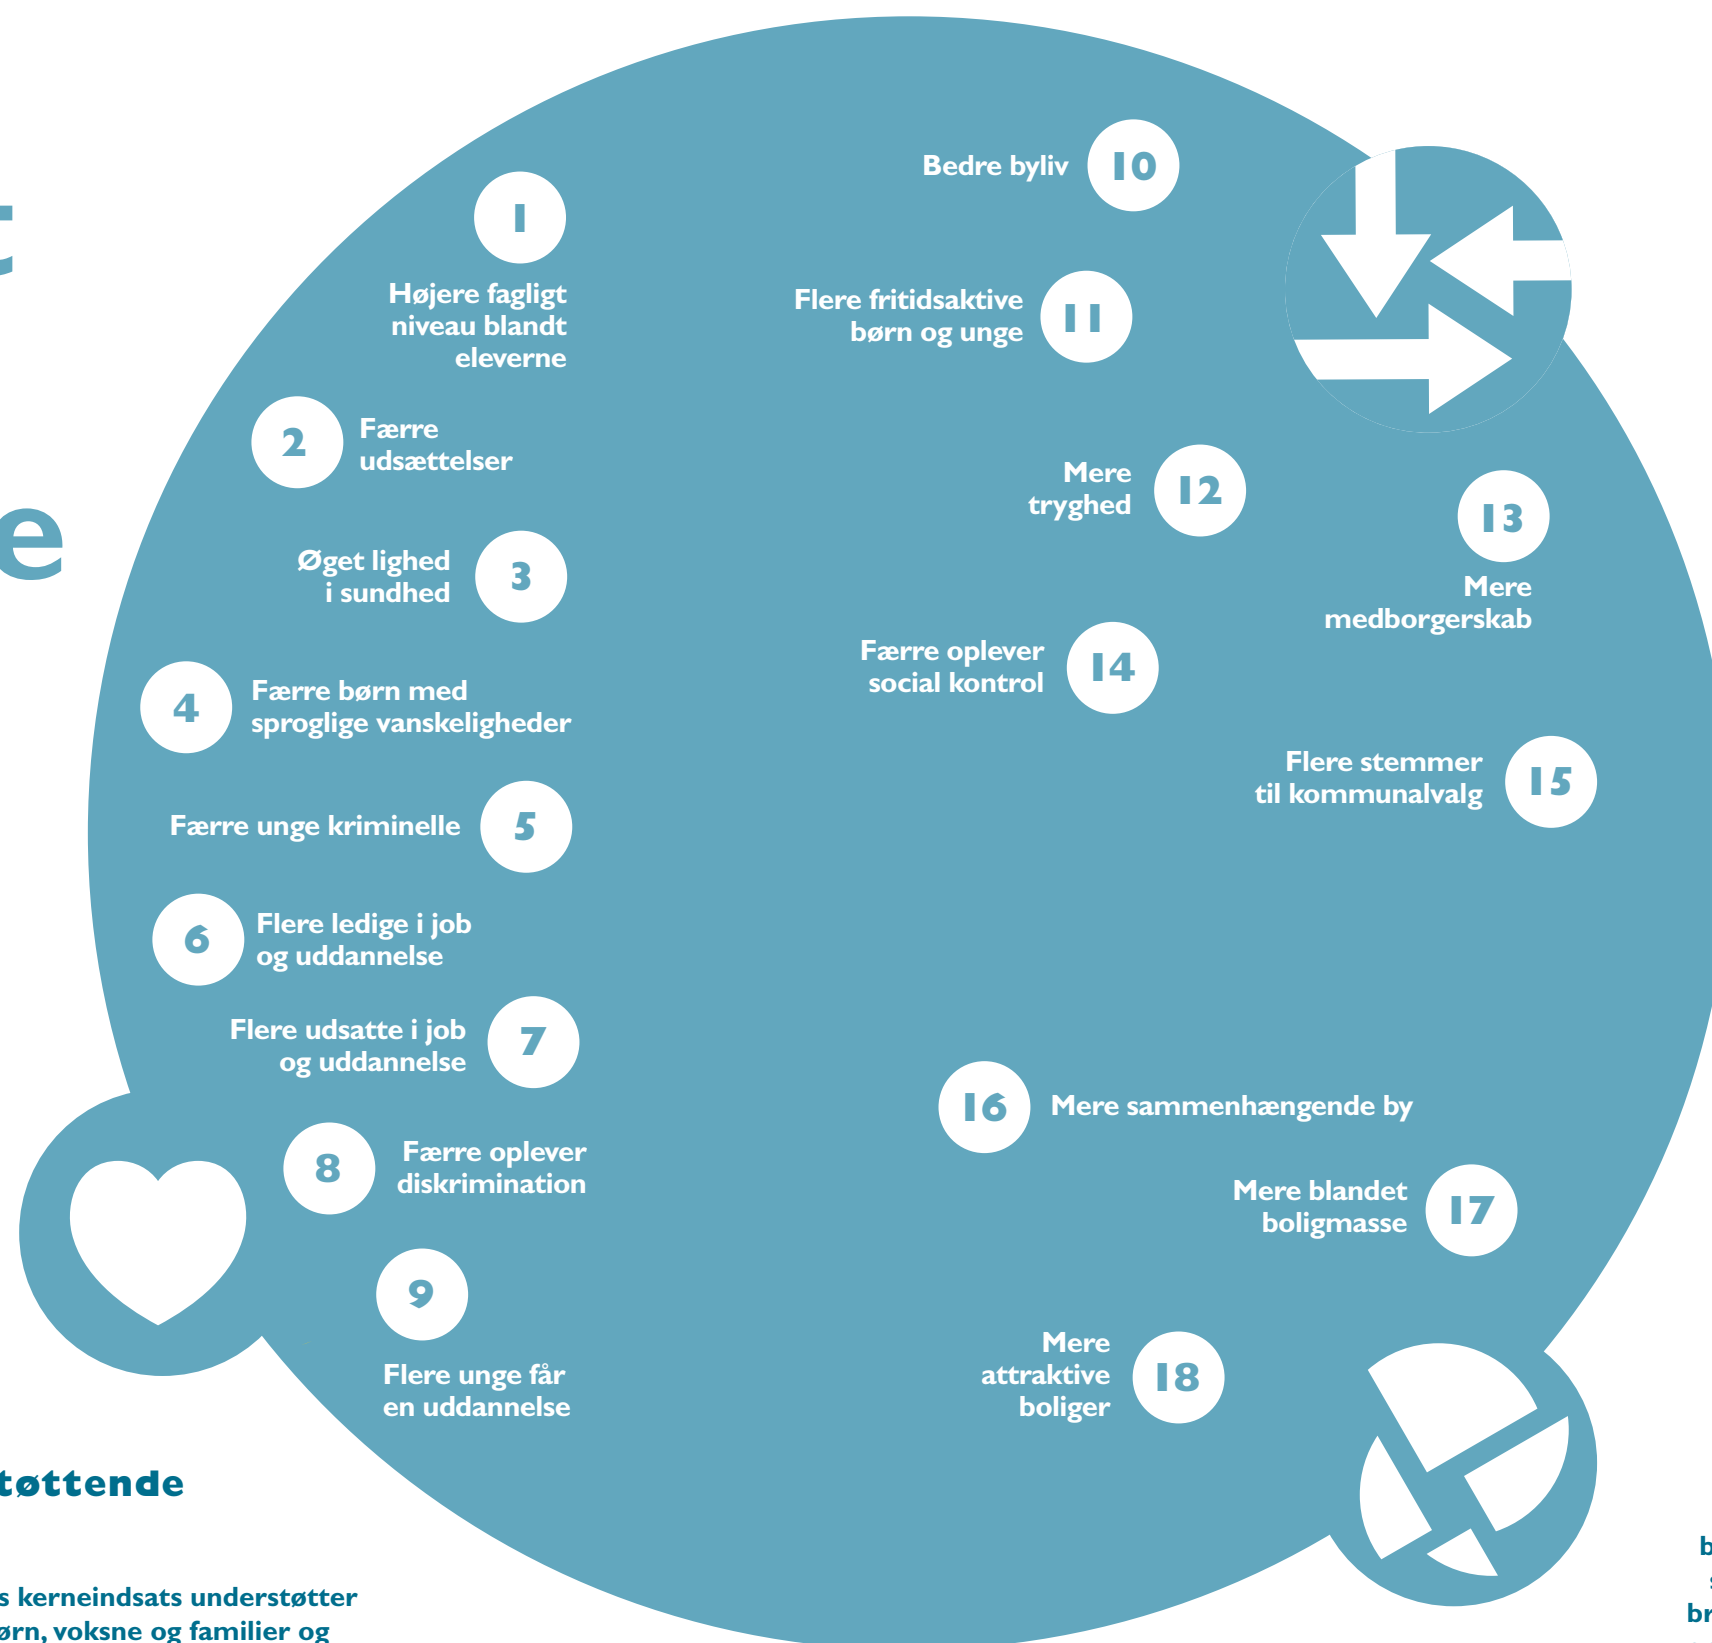 1
Højere fagligt
niveau blandt
eleverne
2
Færre
udsættelser
3
Øget lighed
i sundhed
4
Færre børn med
sproglige vanskeligheder
5
Færre unge kriminelle
6
Flere ledige i job
og uddannelse
7
Flere udsatte i job
og uddannelse
8
Færre oplever
diskrimination
9
Flere unge får
en uddannelse
10
Bedre byliv
11
Flere fritidsaktive
børn og unge
12
Mere
tryghed
13
Mere
medborgerskab
14
Færre oplever
social kontrol
15
Flere stemmer
til kommunalvalg
16
Mere sammenhængende by
17
Mere blandet
boligmasse
18
Mere
attraktive
boliger
kerneindsats understøtter
voksne og familier og